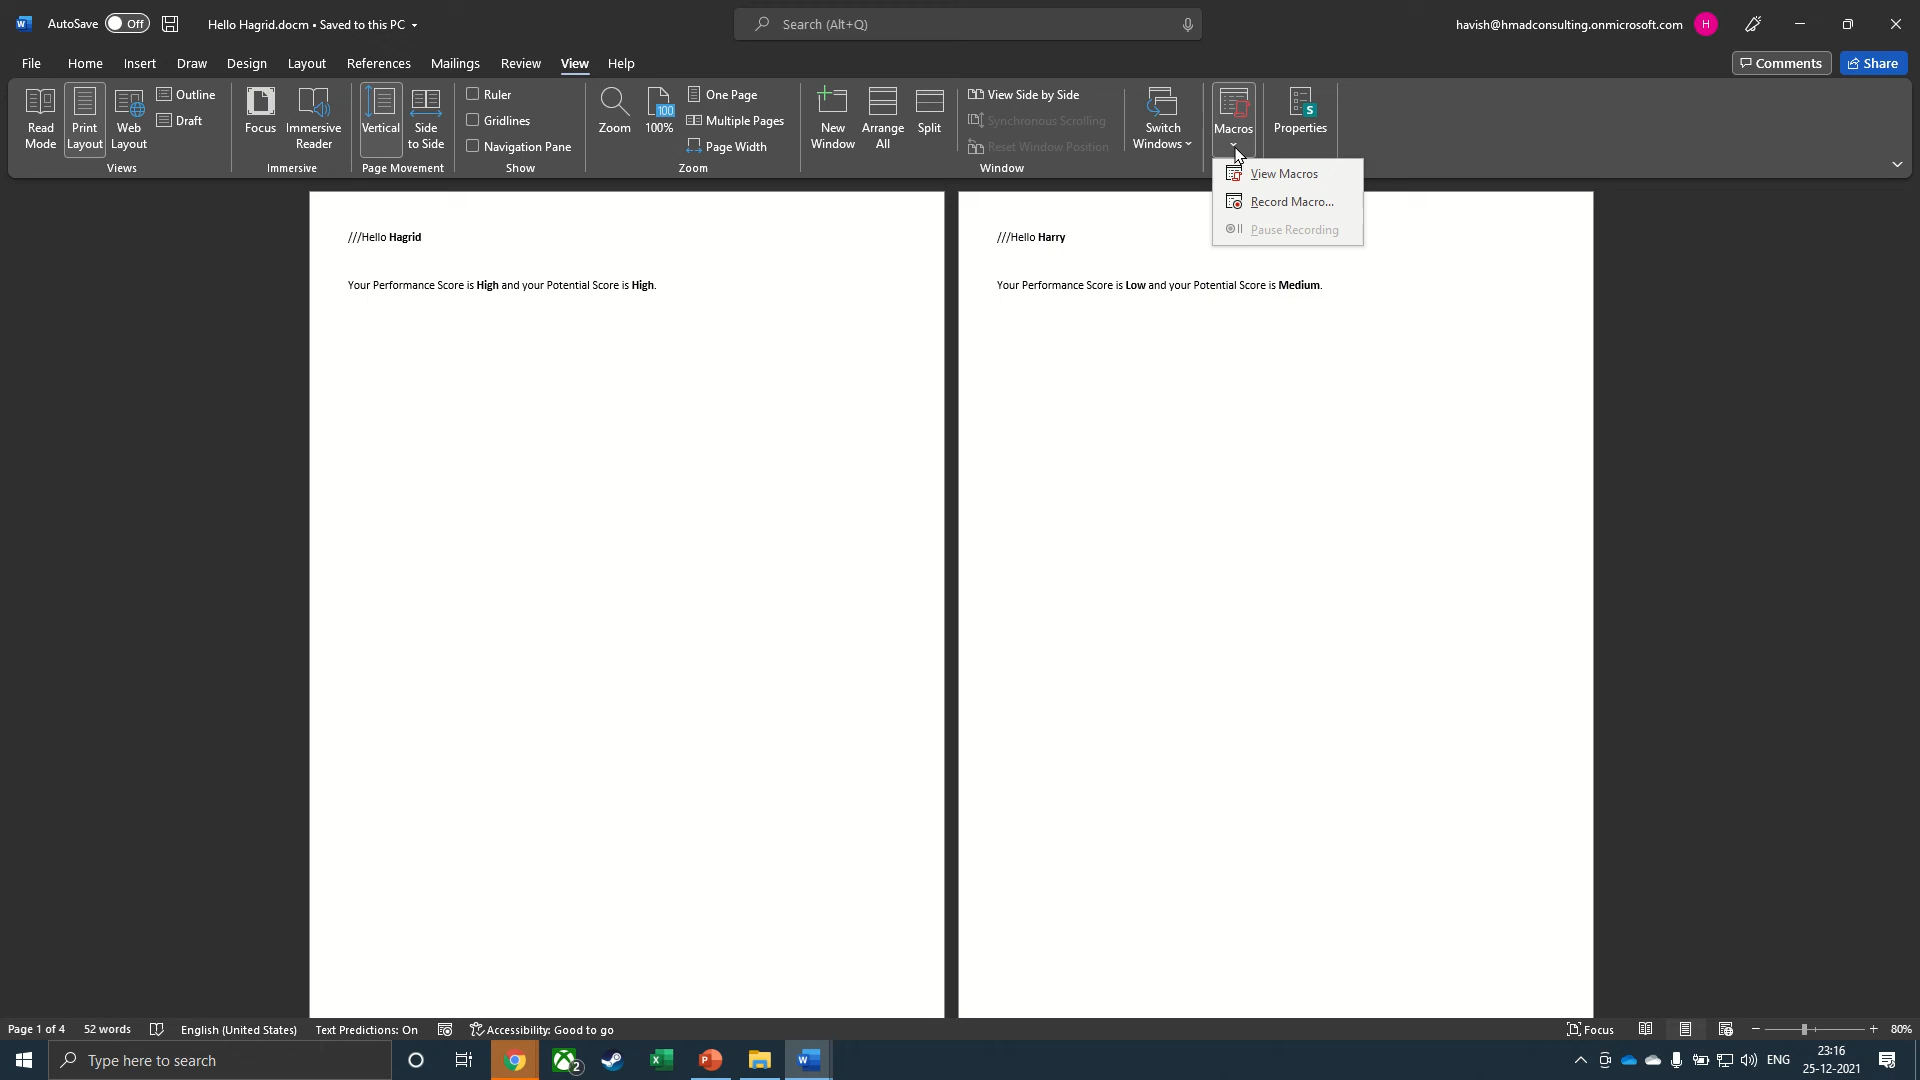 AutoSave Off Hello Hagrid.docm • Saved to this PC Search (Alt+Q) havish@hmadconsulting.onmicrosoft.com H
File Home Insert Draw Design Layout References Mailings Review View Help Comments Share
Read Mode
Print Layout
Web Layout
Outline
Draft
Views
Focus
Immersive Reader
Immersive
Vertical
Side to Side
Page Movement
Ruler
Gridlines
Navigation Pane
Show
Zoom
100
100%
One Page
Multiple Pages
Page Width
Zoom
New Window
Arrange All
Split
View Side by Side
Synchronous Scrolling
Reset Window Position
Switch Windows
Window
Macros
S
Properties
View Macros
Record Macro...
Pause Recording
///Hello Hagrid
Your Performance Score is High and your Potential Score is High.
///Hello Harry
Your Performance Score is Low and your Potential Score is Medium.
Page 1 of 4 52 words English (United States) Text Predictions: On Accessibility: Good to go Focus 80%
Type here to search 2 ENG 23:16
25-12-2021